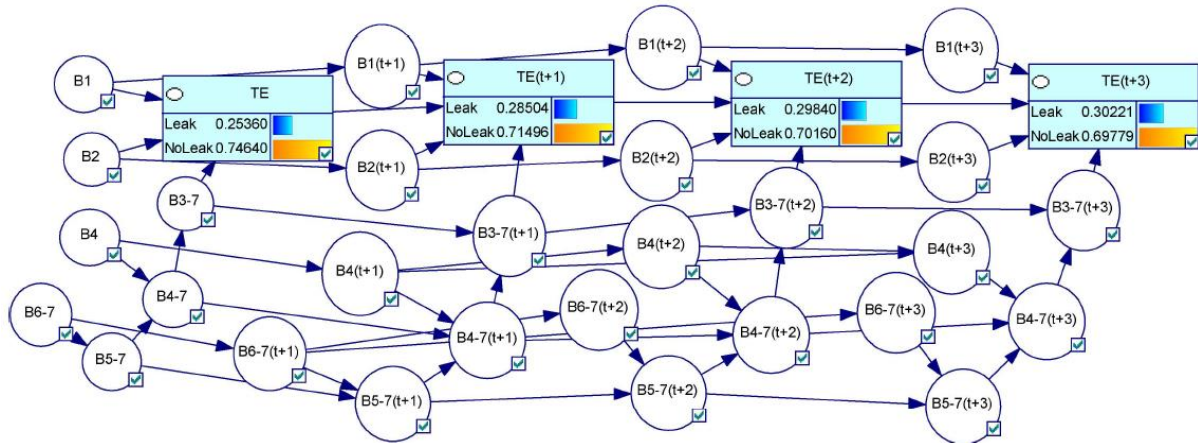 B1
B1(t+1)
B1(t+2)
B1(t+3)
TE
Leak 0.25360
NoLeak 0.74640
TE(t+1)
Leak 0.28504
NoLeak 0.71496
TE(t+2)
Leak 0.29840
NoLeak 0.70160
TE(t+3)
Leak 0.30221
NoLeak 0.69779
B2
B2(t+1)
B2(t+2)
B2(t+3)
B3-7
B3-7(t+1)
B3-7(t+2)
B3-7(t+3)
B4
B4(t+1)
B4(t+2)
B4(t+3)
B4-7
B4-7(t+1)
B4-7(t+2)
B4-7(t+3)
B6-7
B6-7(t+1)
B6-7(t+2)
B6-7(t+3)
B5-7
B5-7(t+1)
B5-7(t+2)
B5-7(t+3)